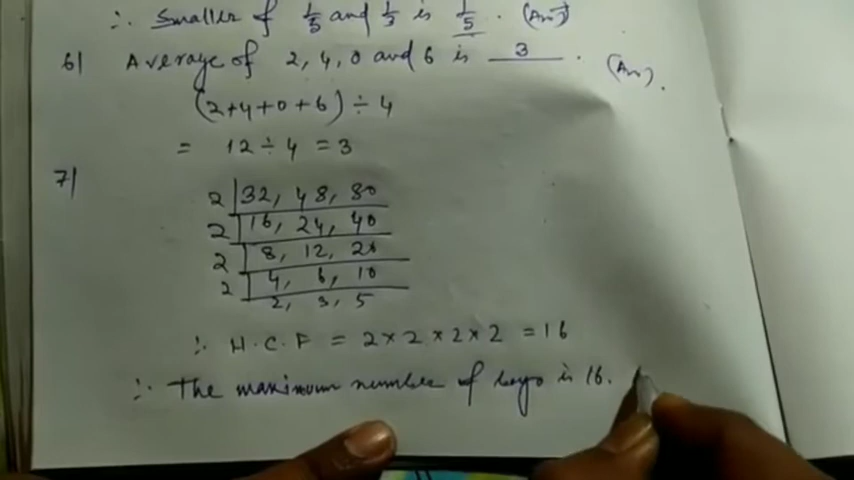 ∴ Smaller of 1/5 and 1/3 is 1/5. (Ans)
6) Average of 2, 4, 0 and 6 is 3. (An).
(2+4+0+6) ÷ 4
= 12 ÷ 4 = 3
7)
2 | 32, 48, 80
2 | 16, 24, 40
2 | 8, 12, 20
2 | 4, 6, 10
2, 3, 5
∴ H.C.F = 2 × 2 × 2 × 2 = 16
∴ The maximum number of boys is 16.